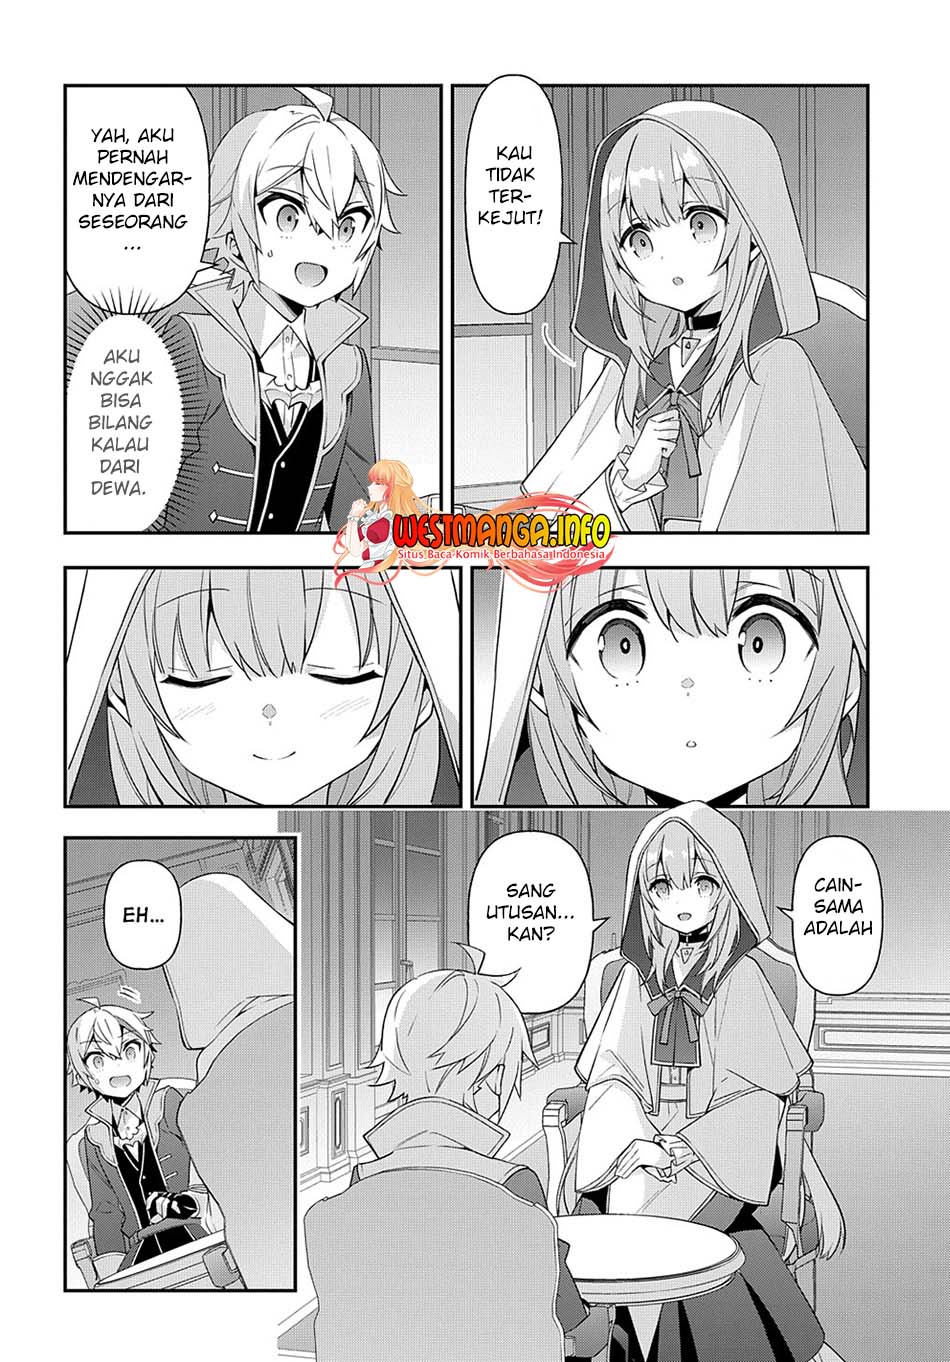 KAU
TIDAK
TER-
KEJUT!
YAH, AKU
PERNAH
MENDENGAR-
NYA DARI
SESEORANG
...
AKU
NGGAK
BISA
BILANG
KALAU
DARI
DEWA.
WESTMANGA.INFO
Situs Baca Komik Berbahasa Indonesia
CAIN-
SAMA
ADALAH
SANG
UTUSAN...
KAN?
EH...